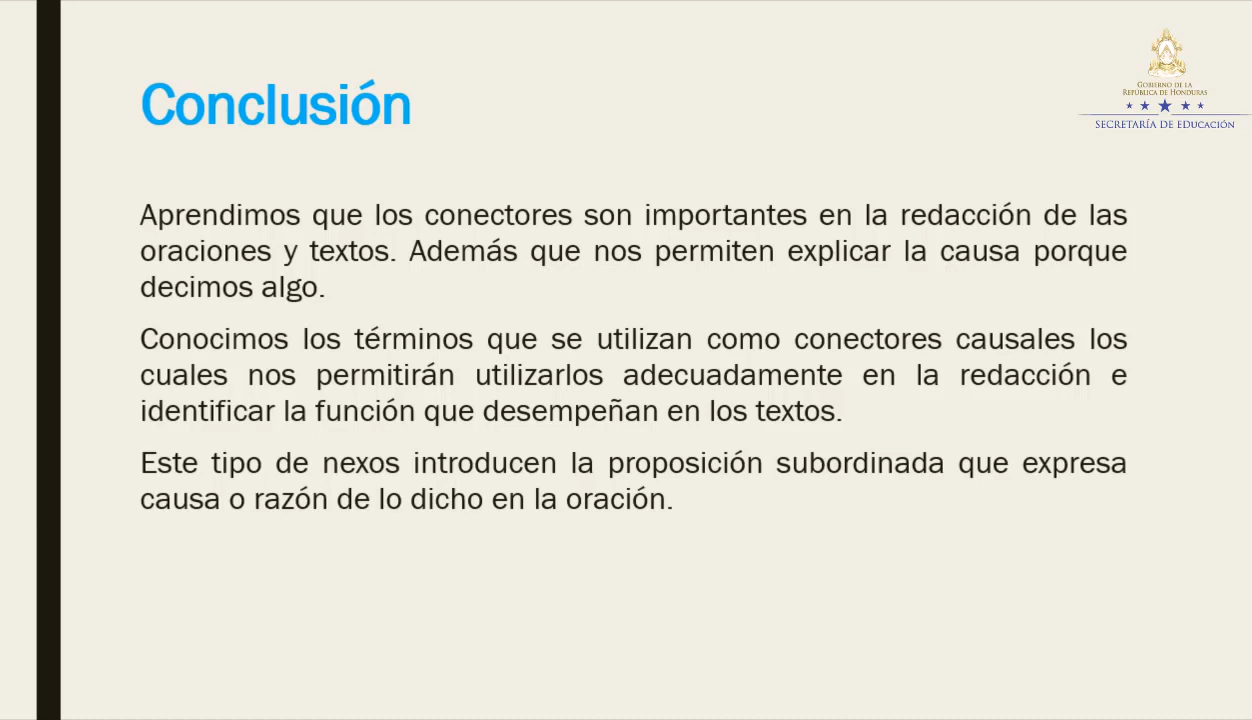 Conclusión
GOBIERNO DE LA
REPÚBLICA DE HONDURAS
SECRETARÍA DE EDUCACIÓN
Aprendimos que los conectores son importantes en la redacción de las
oraciones y textos. Además que nos permiten explicar la causa porque
decimos algo.
Conocimos los términos que se utilizan como conectores causales los
cuales nos permitirán utilizarlos adecuadamente en la redacción e
identificar la función que desempeñan en los textos.
Este tipo de nexos introducen la proposición subordinada que expresa
causa o razón de lo dicho en la oración.